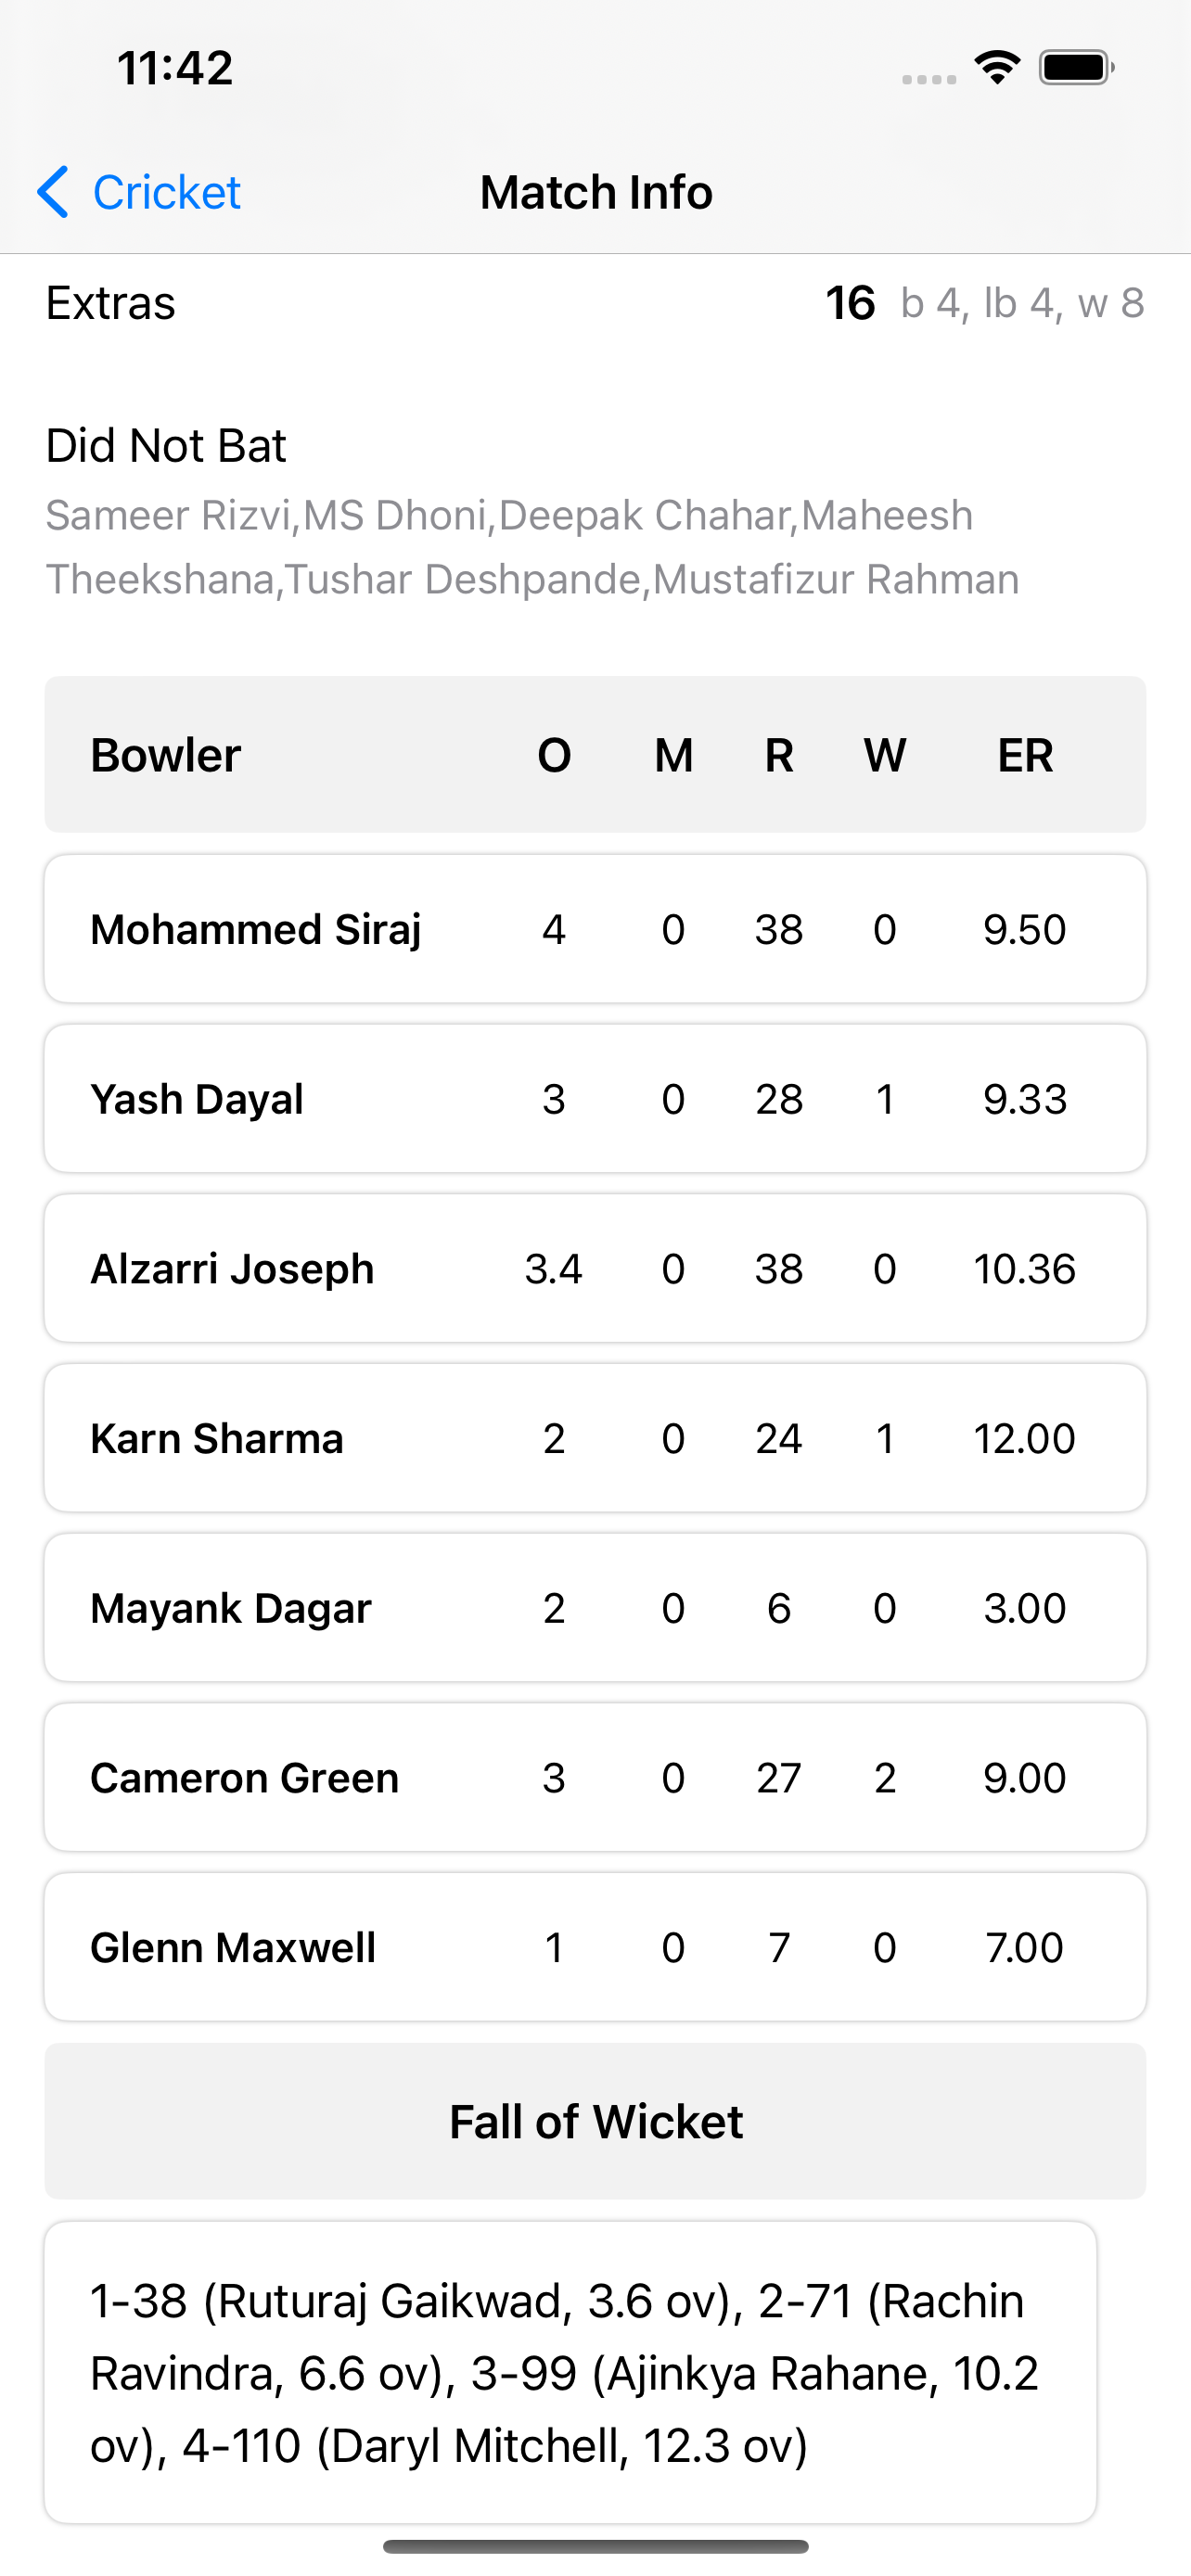 11:42
Cricket Match Info
Extras 16 b 4, lb 4, w 8
Did Not Bat
Sameer Rizvi,MS Dhoni,Deepak Chahar,Maheesh
Theekshana,Tushar Deshpande,Mustafizur Rahman
Bowler O M R W ER
Mohammed Siraj 4 0 38 0 9.50
Yash Dayal 3 0 28 1 9.33
Alzarri Joseph 3.4 0 38 0 10.36
Karn Sharma 2 0 24 1 12.00
Mayank Dagar 2 0 6 0 3.00
Cameron Green 3 0 27 2 9.00
Glenn Maxwell 1 0 7 0 7.00
Fall of Wicket
1-38 (Ruturaj Gaikwad, 3.6 ov), 2-71 (Rachin
Ravindra, 6.6 ov), 3-99 (Ajinkya Rahane, 10.2
ov), 4-110 (Daryl Mitchell, 12.3 ov)